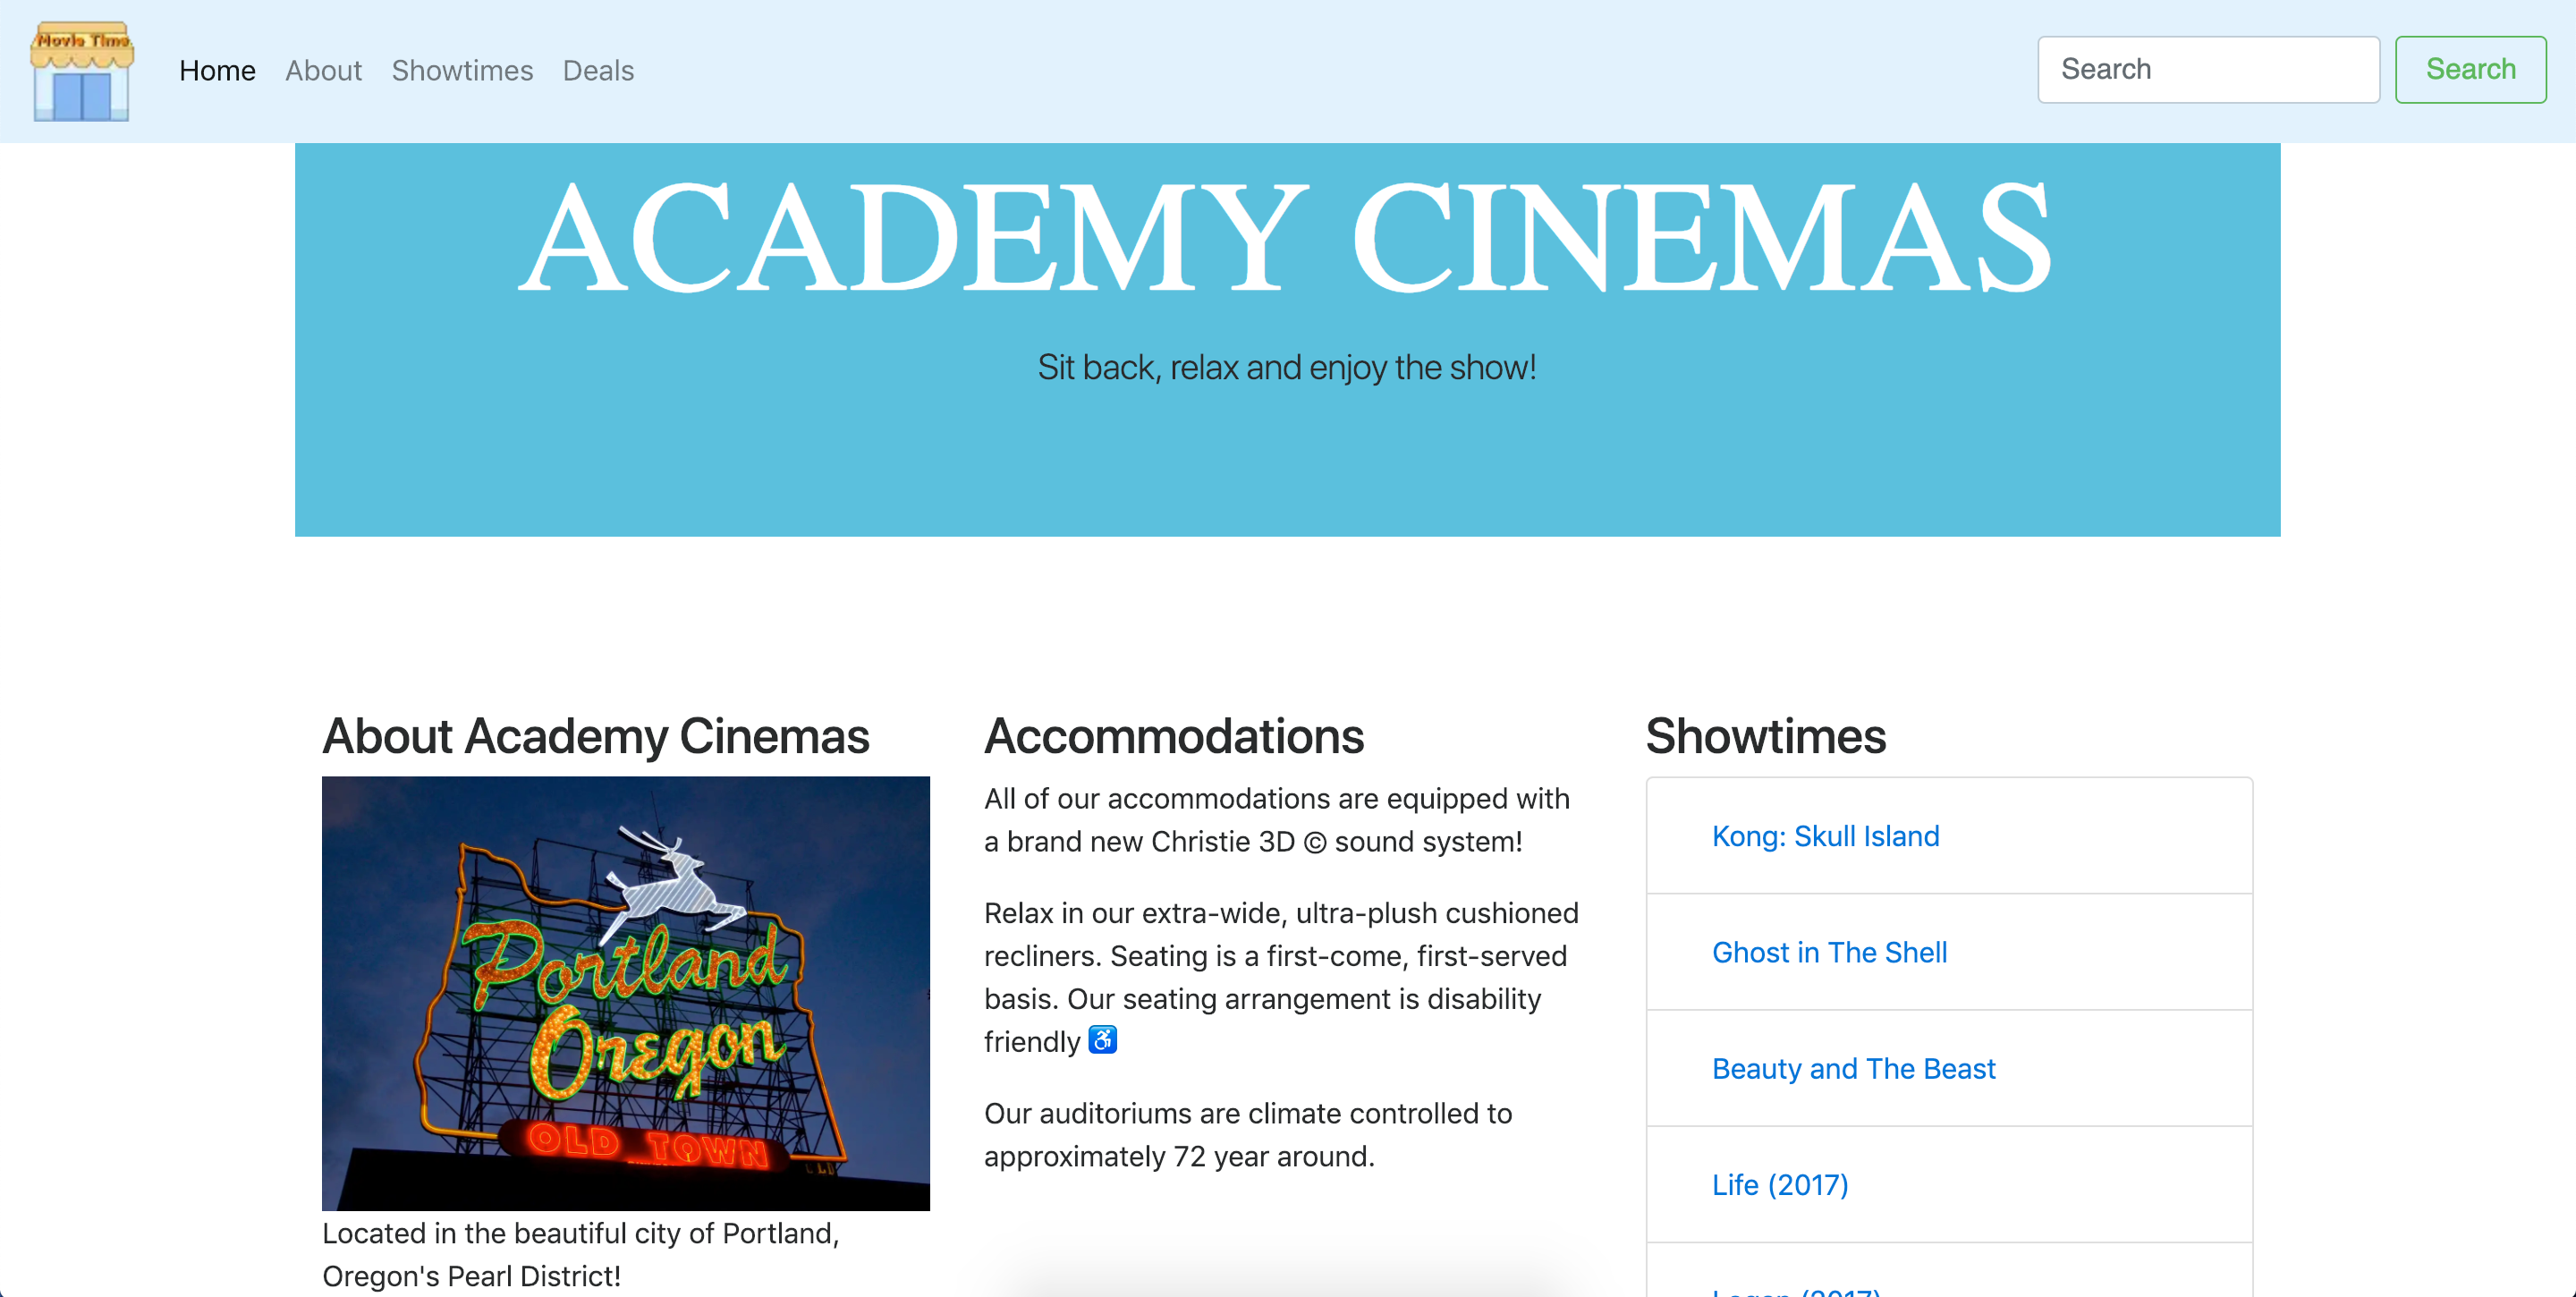 Movie Time
Home About Showtimes Deals
Search
Search
ACADEMY CINEMAS
Sit back, relax and enjoy the show!
About Academy Cinemas
Portland
Oregon
OLD TOWN
Located in the beautiful city of Portland,
Oregon's Pearl District!
Accommodations
All of our accommodations are equipped with
a brand new Christie 3D © sound system!
Relax in our extra-wide, ultra-plush cushioned
recliners. Seating is a first-come, first-served
basis. Our seating arrangement is disability
friendly ♿
Our auditoriums are climate controlled to
approximately 72 year around.
Showtimes
Kong: Skull Island
Ghost in The Shell
Beauty and The Beast
Life (2017)
Logan (2017)